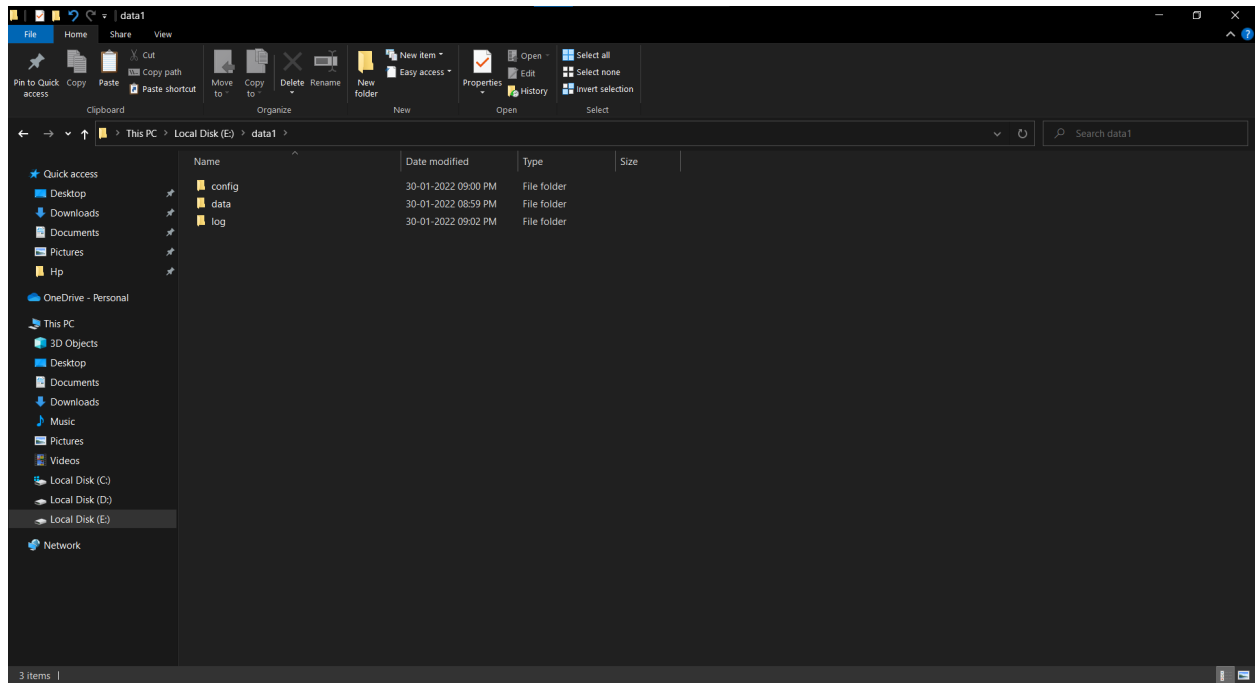 data1
File Home Share View
Pin to Quick access
Copy
Paste
Cut
Copy path
Paste shortcut
Clipboard
Move to
Copy to
Delete
Rename
Organize
New folder
New item
Easy access
New
Properties
Open
Edit
History
Open
Select all
Select none
Invert selection
Select
This PC > Local Disk (E:) > data1 >
Search data1
Quick access
Desktop
Downloads
Documents
Pictures
Hp
OneDrive - Personal
This PC
3D Objects
Desktop
Documents
Downloads
Music
Pictures
Videos
Local Disk (C:)
Local Disk (D:)
Local Disk (E:)
Network
Name Date modified Type Size
config 30-01-2022 09:00 PM File folder
data 30-01-2022 08:59 PM File folder
log 30-01-2022 09:02 PM File folder
3 items